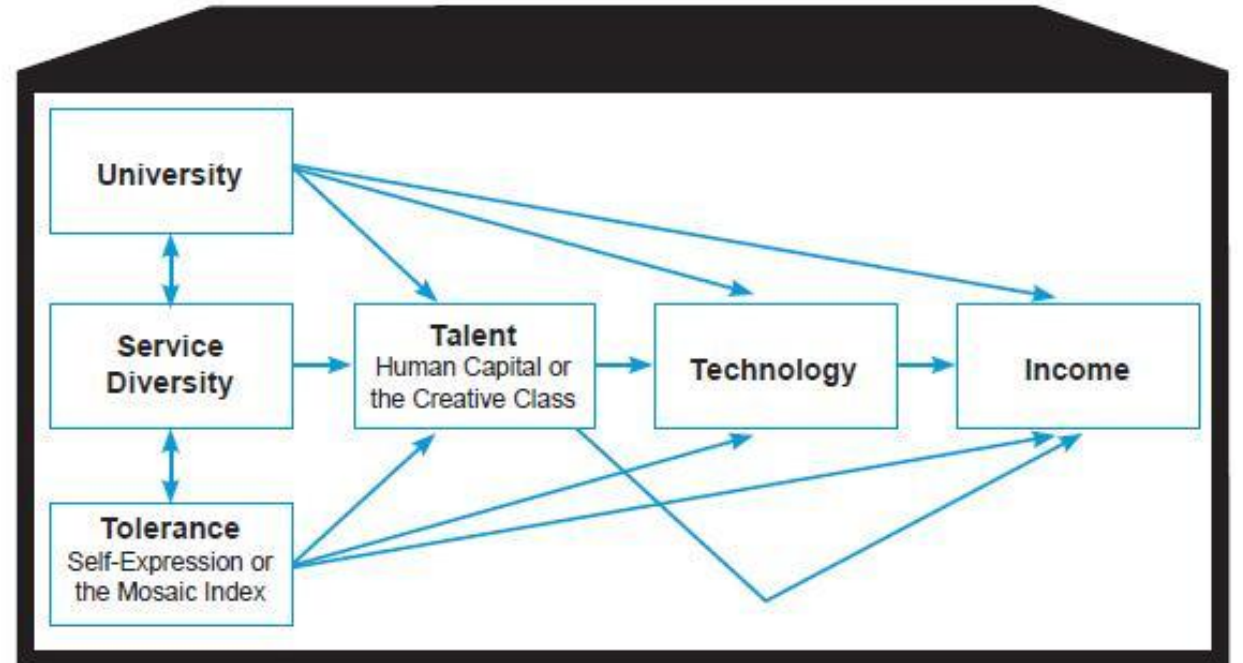 University
Service
Diversity
Talent
Human Capital or
the Creative Class
Technology
Income
Tolerance
Self-Expression or
the Mosaic Index